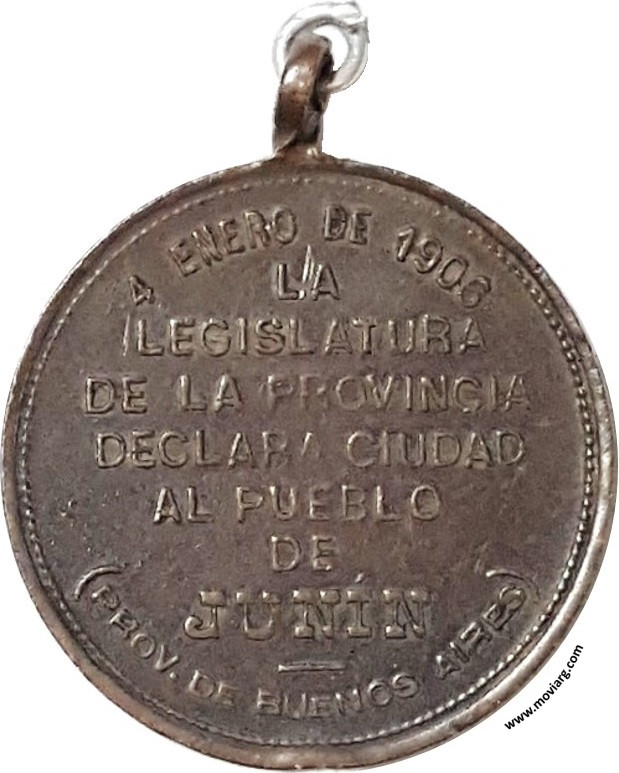 4 ENERO DE 1906
LA
LEGISLATURA
DE LA PROVINCIA
DECLARA CIUDAD
AL PUEBLO
DE
JUNÍN
(PROV. DE BUENOS AIRES)
www.moviarg.com